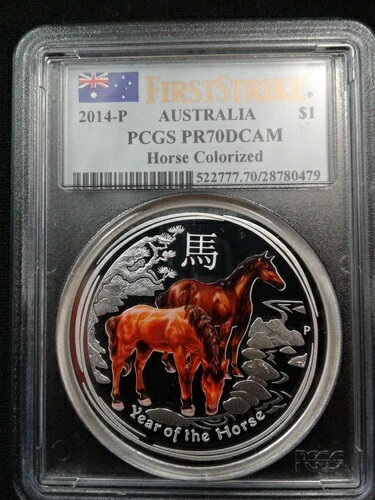 FIRSTSTRIKE®
2014-P AUSTRALIA $1
PCGS PR70DCAM
Horse Colorized
522777.70/28780479
馬
P
Year of the Horse
PCGS